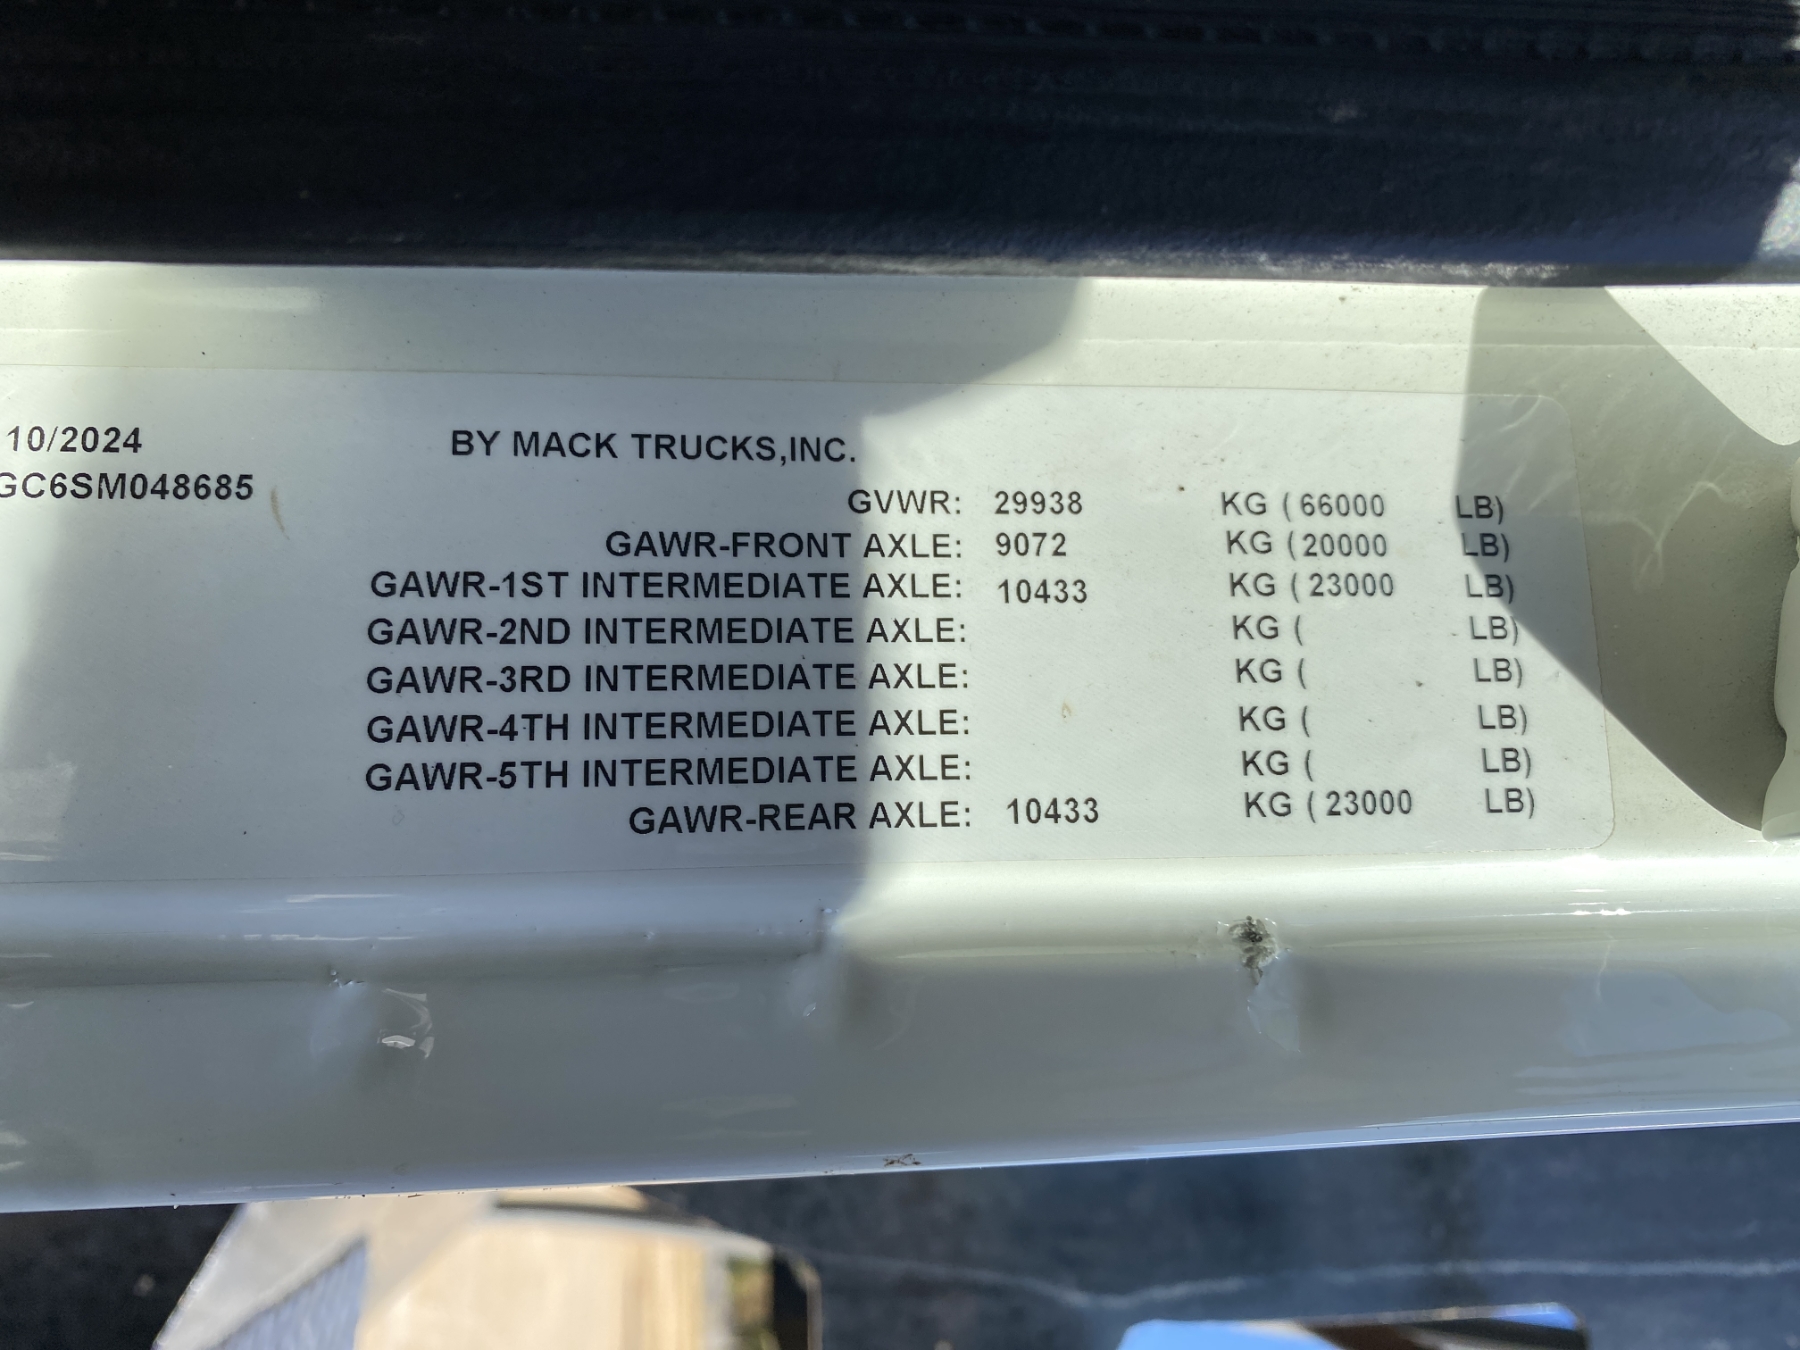 10/2024 BY MACK TRUCKS,INC.
GC6SM048685
GVWR: 29938 KG (66000 LB)
GAWR-FRONT AXLE: 9072 KG (20000 LB)
GAWR-1ST INTERMEDIATE AXLE: 10433 KG (23000 LB)
GAWR-2ND INTERMEDIATE AXLE: KG ( LB)
GAWR-3RD INTERMEDIATE AXLE: KG ( LB)
GAWR-4TH INTERMEDIATE AXLE: KG ( LB)
GAWR-5TH INTERMEDIATE AXLE: KG ( LB)
GAWR-REAR AXLE: 10433 KG (23000 LB)